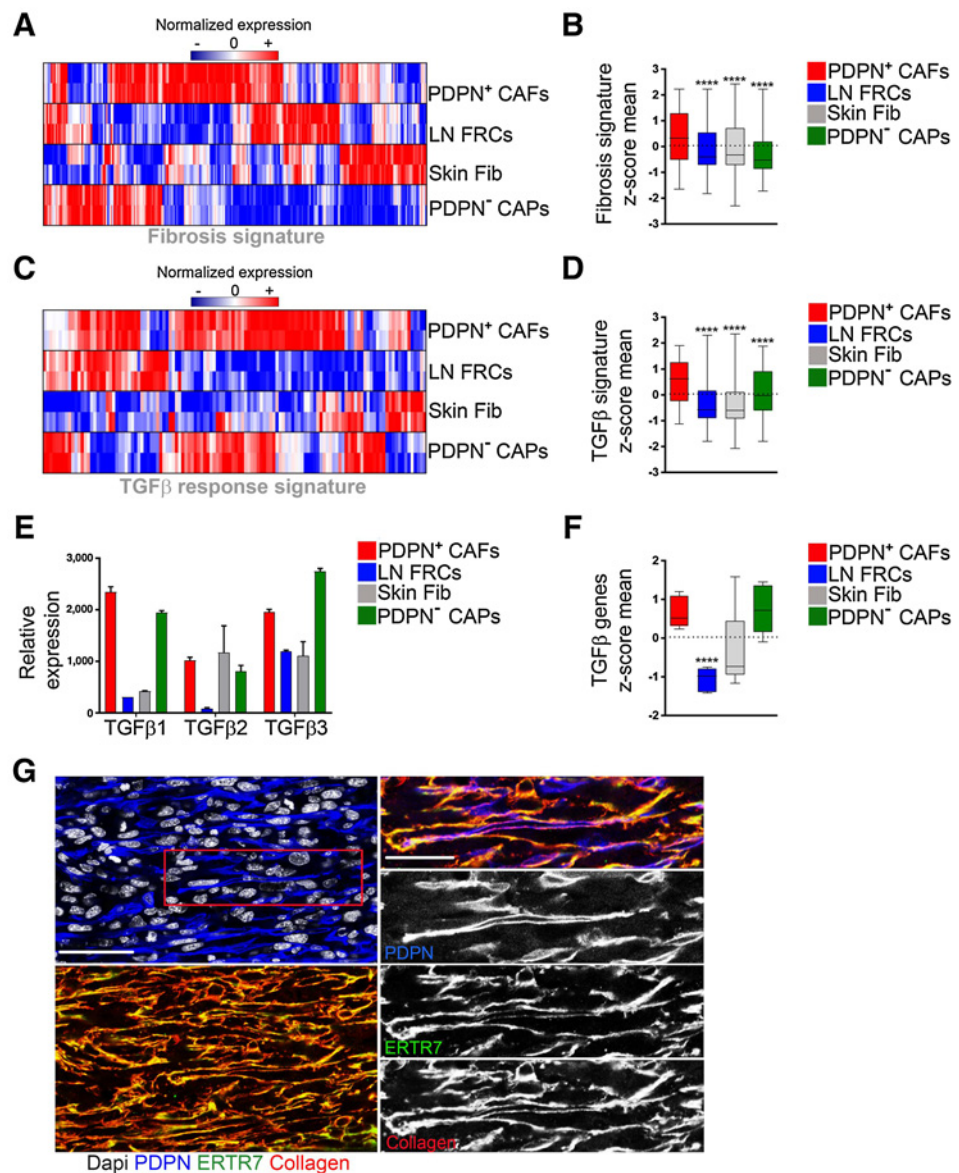 A
Normalized expression
- 0 +
PDPN⁺ CAFs
LN FRCs
Skin Fib
PDPN⁻ CAPs
Fibrosis signature
B
Fibrosis signature
z-score mean
3
2
1
0
-1
-2
-3
**** **** ****
PDPN⁺ CAFs
LN FRCs
Skin Fib
PDPN⁻ CAPs
C
Normalized expression
- 0 +
PDPN⁺ CAFs
LN FRCs
Skin Fib
PDPN⁻ CAPs
TGFβ response signature
D
TGFβ signature
z-score mean
3
2
1
0
-1
-2
-3
**** **** ****
PDPN⁺ CAFs
LN FRCs
Skin Fib
PDPN⁻ CAPs
E
Relative
expression
3,000
2,000
1,000
0
TGFβ1 TGFβ2 TGFβ3
PDPN⁺ CAFs
LN FRCs
Skin Fib
PDPN⁻ CAPs
F
TGFβ genes
z-score mean
2
1
0
-1
-2
****
PDPN⁺ CAFs
LN FRCs
Skin Fib
PDPN⁻ CAPs
G
PDPN
ERTR7
Collagen
Dapi PDPN ERTR7 Collagen